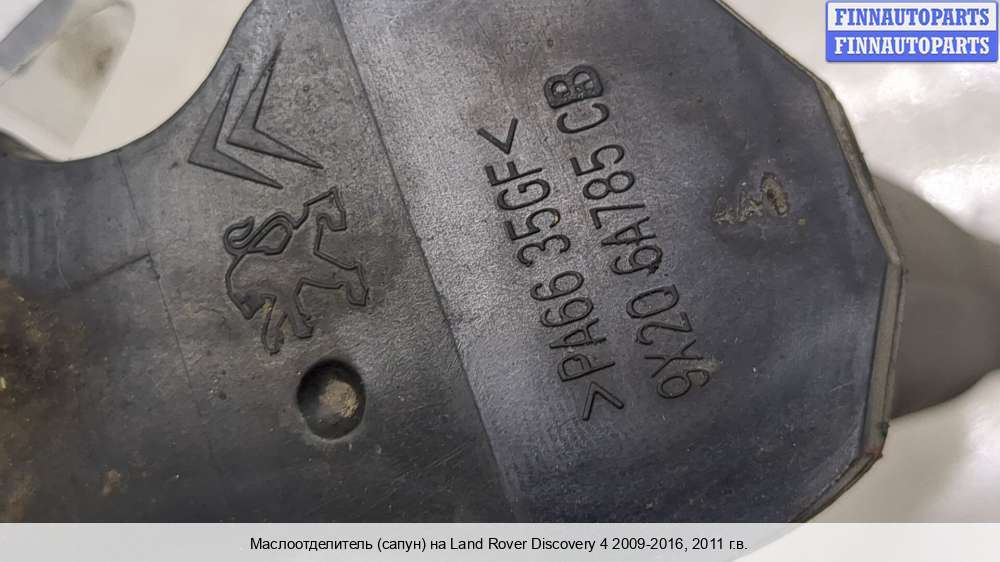 FINNAUTOPARTS
FINNAUTOPARTS
>PA66 35GF<
9X2Q 6A785 CB
Маслоотделитель (сапун) на Land Rover Discovery 4 2009-2016, 2011 г.в.